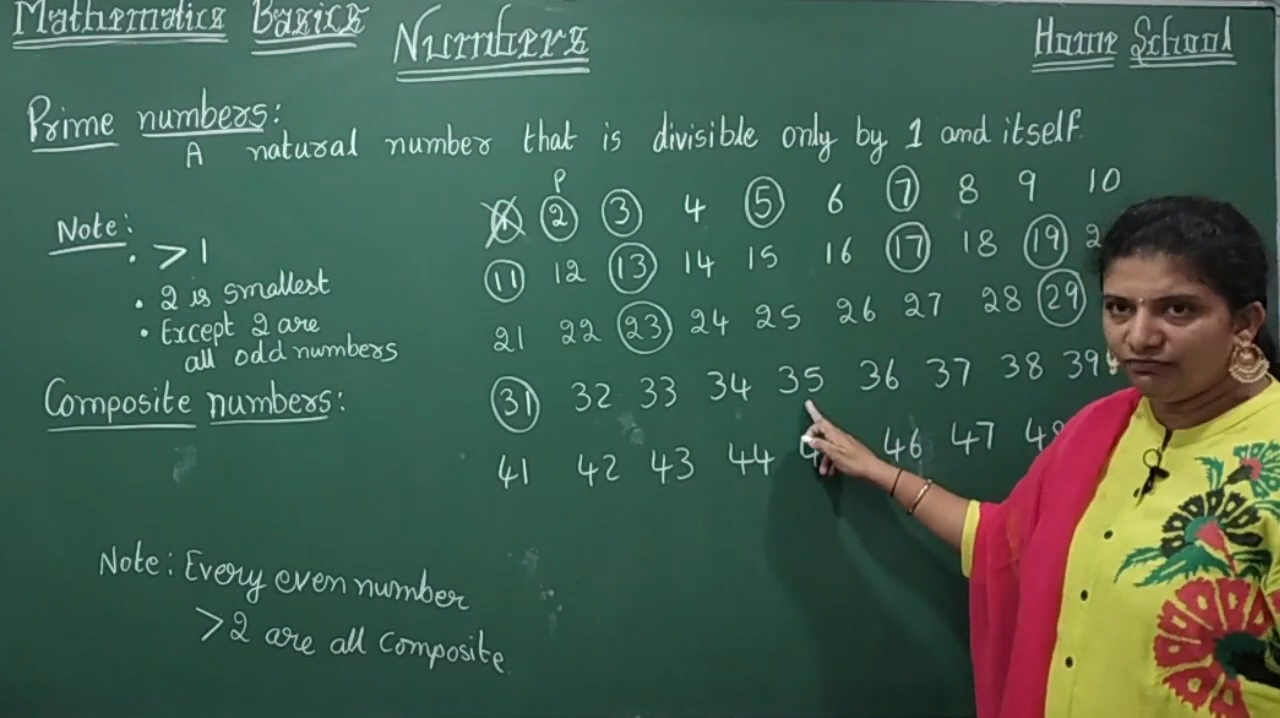 Mathematics Basics
Numbers
Home School
Prime numbers:
A natural number that is divisible only by 1 and itself.
P
1 2 3 4 5 6 7 8 9 10
Note:
. > 1
11 12 13 14 15 16 17 18 19
. 2 is smallest
. Except 2 are
all odd numbers
21 22 23 24 25 26 27 28 29
Composite numbers:
31 32 33 34 35 36 37 38 39
41 42 43 44 46 47
Note: Every even number
>2 are all composite.